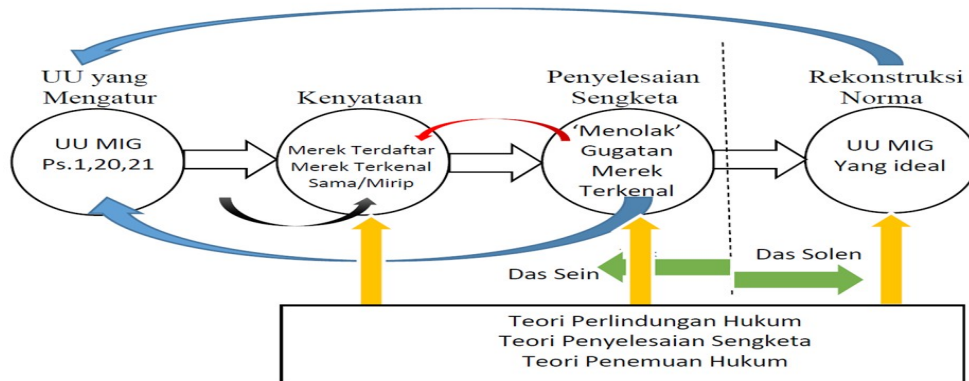 UU yang
Mengatur
UU MIG
Ps.1,20,21
Kenyataan
Merek Terdaftar
Merek Terkenal
Sama/Mirip
Penyelesaian
Sengketa
‘Menolak’
Gugatan
Merek
Terkenal
Rekonstruksi
Norma
UU MIG
Yang ideal
Das Sein
Das Solen
Teori Perlindungan Hukum
Teori Penyelesaian Sengketa
Teori Penemuan Hukum